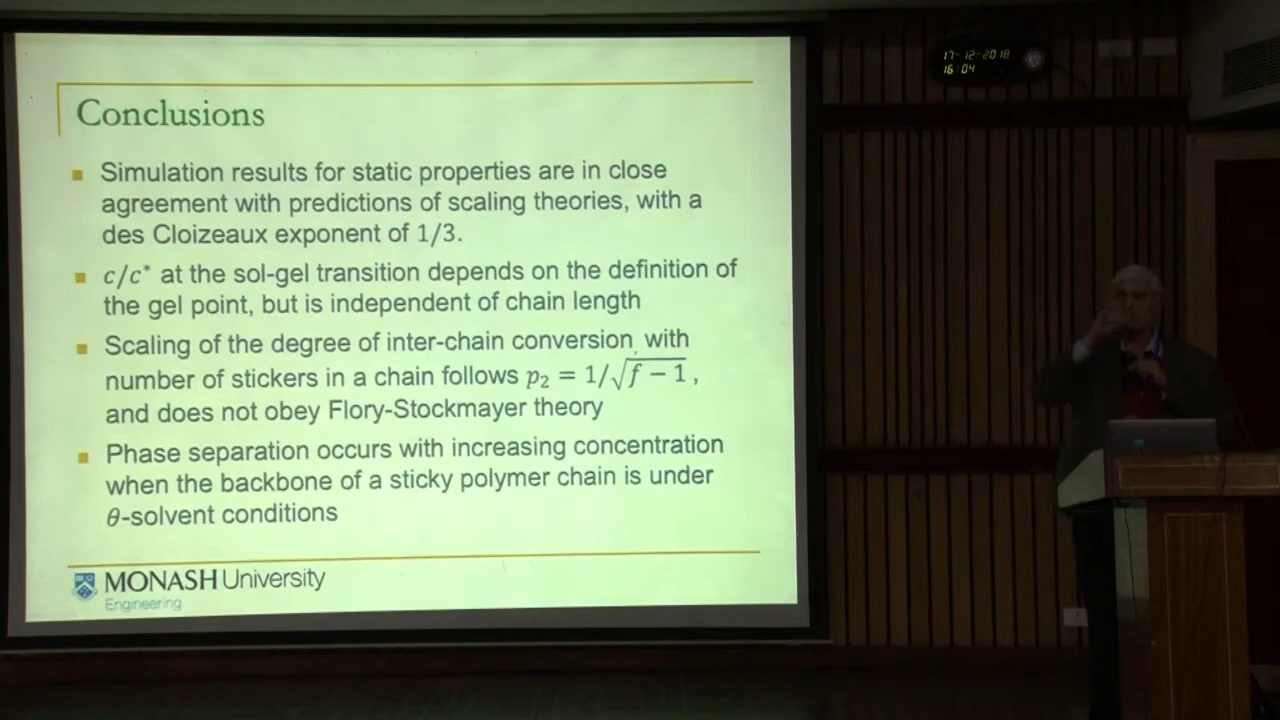 Conclusions
Simulation results for static properties are in close
agreement with predictions of scaling theories, with a
des Cloizeaux exponent of 1/3.
c/c* at the sol-gel transition depends on the definition of
the gel point, but is independent of chain length
Scaling of the degree of inter-chain conversion with
number of stickers in a chain follows p₂ = 1/√(f − 1),
and does not obey Flory-Stockmayer theory
Phase separation occurs with increasing concentration
when the backbone of a sticky polymer chain is under
θ-solvent conditions
MONASH University
Engineering
17-12-2018
16:04